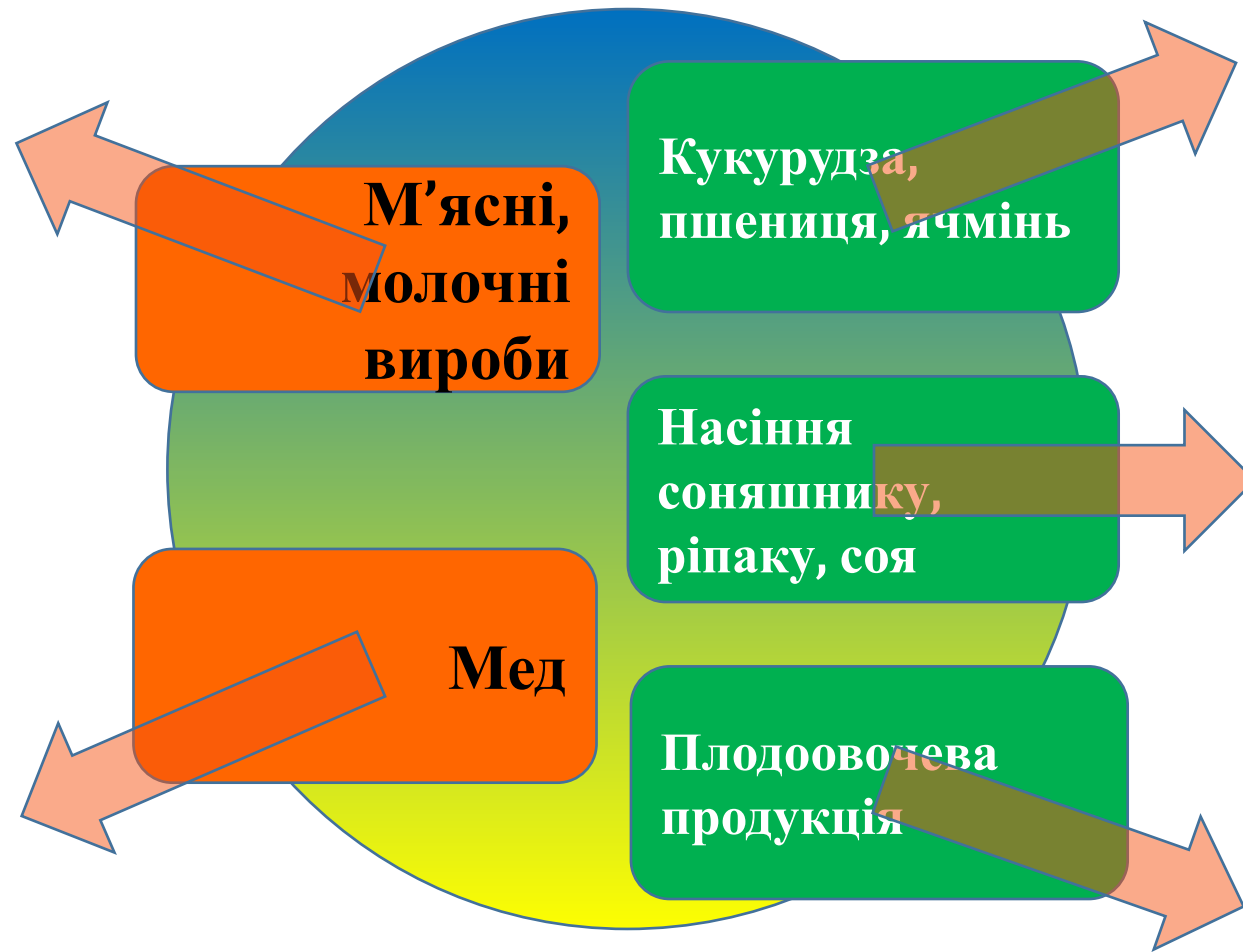 М’ясні,
молочні
вироби
Мед
Кукурудза,
пшениця, ячмінь
Насіння
соняшнику,
ріпаку, соя
Плодоовочева
продукція